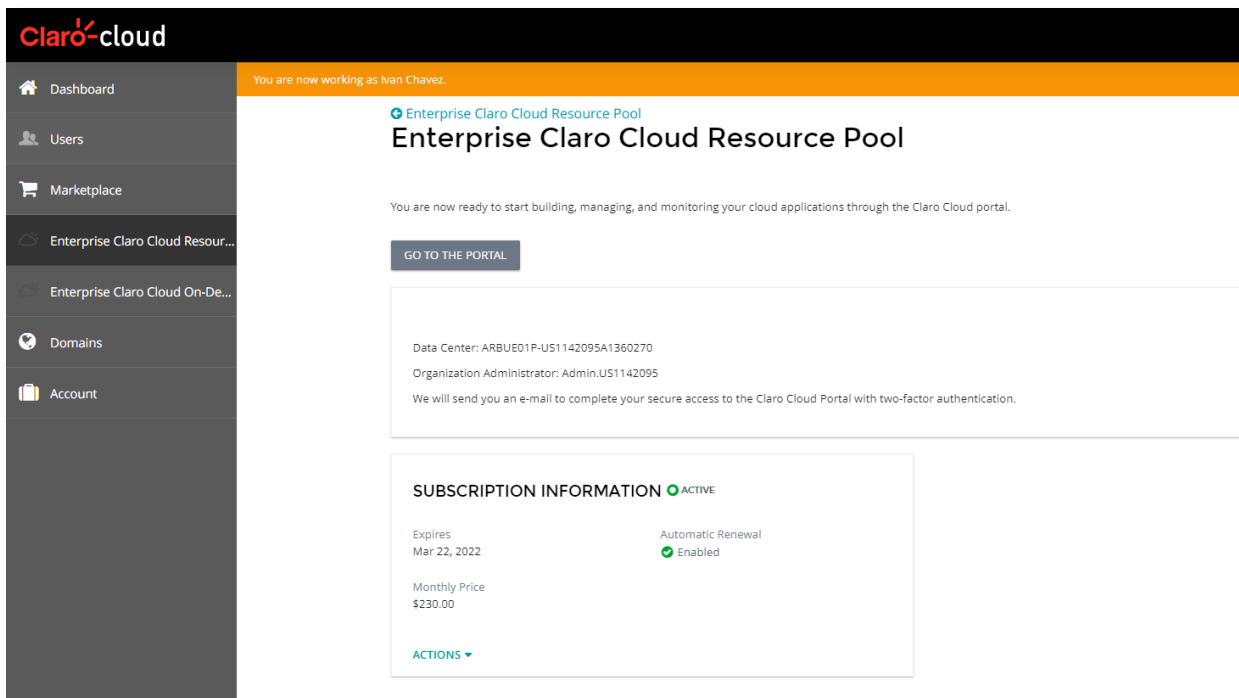 Claro-cloud
Dashboard
Users
Marketplace
Enterprise Claro Cloud Resour...
Enterprise Claro Cloud On-De...
Domains
Account
You are now working as Ivan Chavez.
Enterprise Claro Cloud Resource Pool
Enterprise Claro Cloud Resource Pool
You are now ready to start building, managing, and monitoring your cloud applications through the Claro Cloud portal.
GO TO THE PORTAL
Data Center: ARBUE01P-US1142095A1360270
Organization Administrator: Admin.US1142095
We will send you an e-mail to complete your secure access to the Claro Cloud Portal with two-factor authentication.
SUBSCRIPTION INFORMATION ACTIVE
Expires
Mar 22, 2022
Automatic Renewal
Enabled
Monthly Price
$230.00
ACTIONS